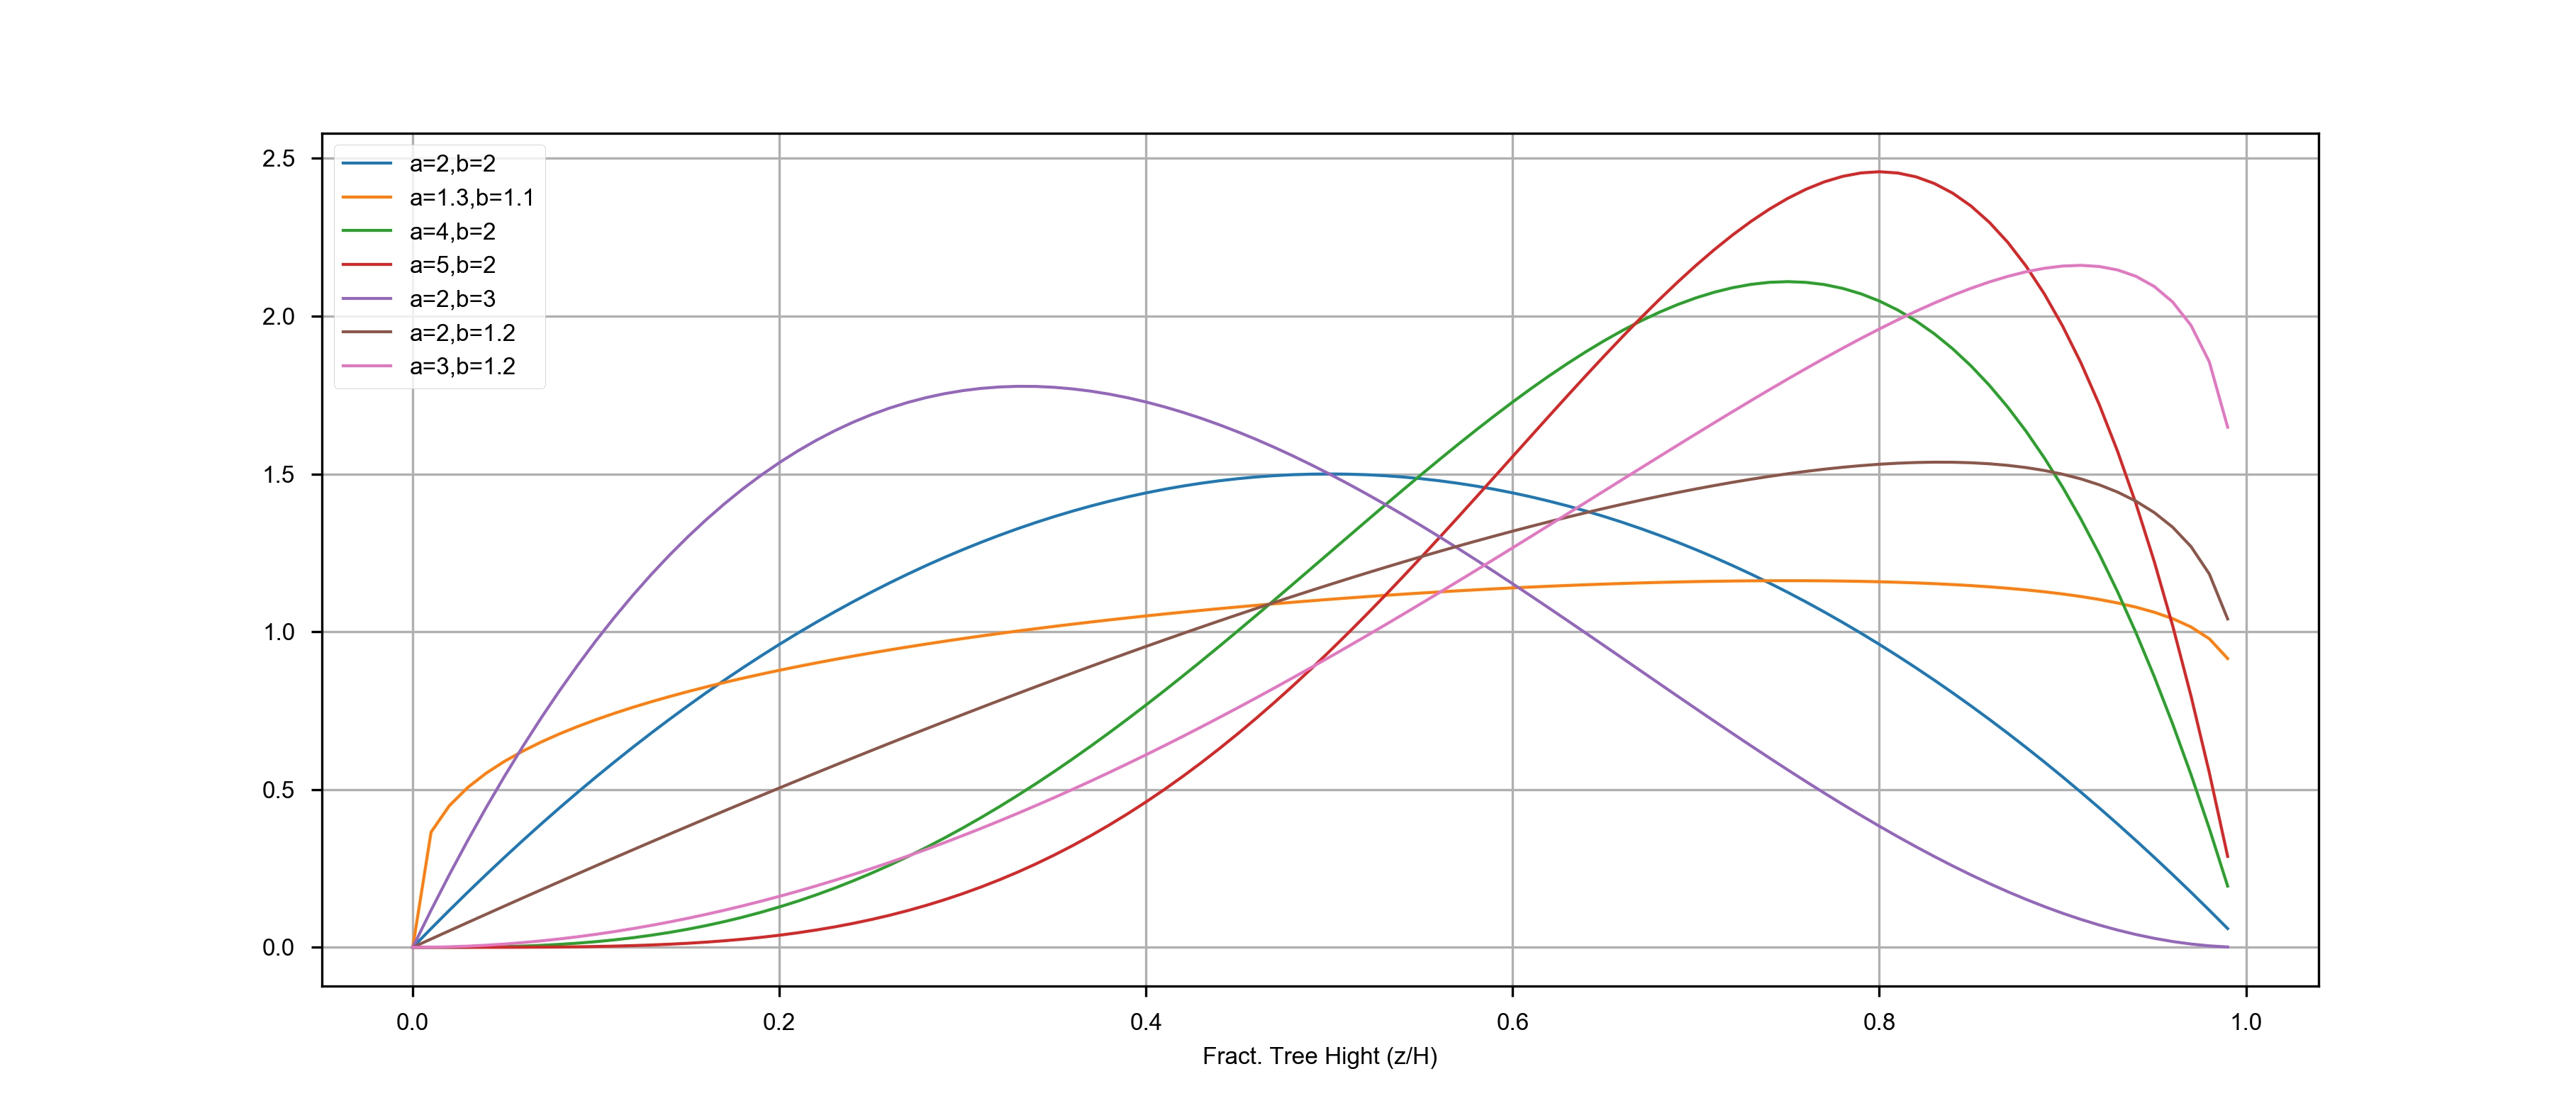 2.5
2.0
1.5
1.0
0.5
0.0
a=2,b=2
a=1.3,b=1.1
a=4,b=2
a=5,b=2
a=2,b=3
a=2,b=1.2
a=3,b=1.2
0.0 0.2 0.4 0.6 0.8 1.0
Fract. Tree Hight (z/H)